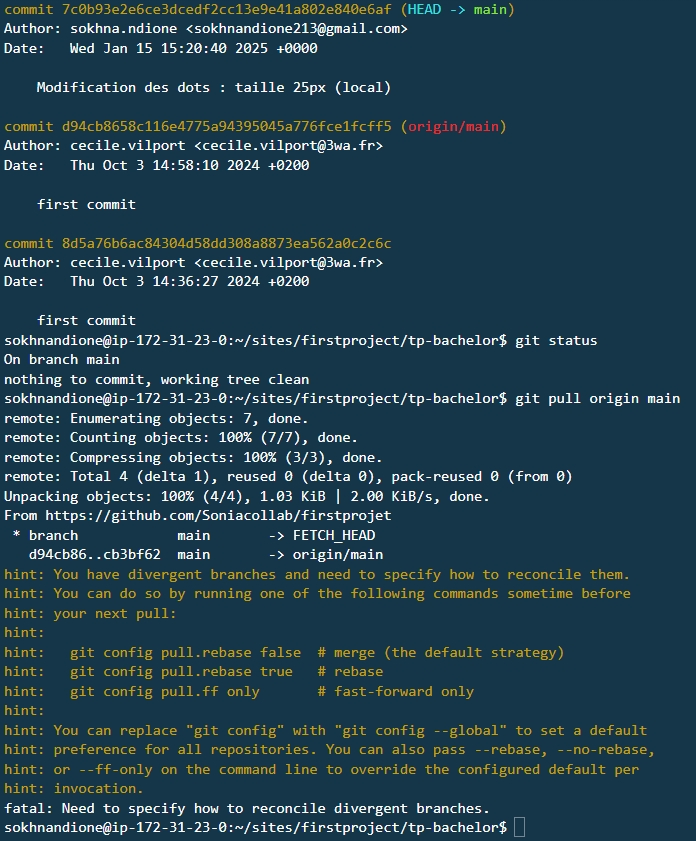 commit 7c0b93e2e6ce3dcedf2cc13e9e41a802e840e6af (HEAD -> main)
Author: sokhna.ndione <sokhnandione213@gmail.com>
Date:   Wed Jan 15 15:20:40 2025 +0000

    Modification des dots : taille 25px (local)

commit d94cb8658c116e4775a94395045a776fce1fcff5 (origin/main)
Author: cecile.vilport <cecile.vilport@3wa.fr>
Date:   Thu Oct 3 14:58:10 2024 +0200

    first commit

commit 8d5a76b6ac84304d58dd308a8873ea562a0c2c6c
Author: cecile.vilport <cecile.vilport@3wa.fr>
Date:   Thu Oct 3 14:36:27 2024 +0200

    first commit
sokhnandione@ip-172-31-23-0:~/sites/firstproject/tp-bachelor$ git status
On branch main
nothing to commit, working tree clean
sokhnandione@ip-172-31-23-0:~/sites/firstproject/tp-bachelor$ git pull origin main
remote: Enumerating objects: 7, done.
remote: Counting objects: 100% (7/7), done.
remote: Compressing objects: 100% (3/3), done.
remote: Total 4 (delta 1), reused 0 (delta 0), pack-reused 0 (from 0)
Unpacking objects: 100% (4/4), 1.03 KiB | 2.00 KiB/s, done.
From https://github.com/Soniacollab/firstprojet
 * branch            main       -> FETCH_HEAD
   d94cb86..cb3bf62  main       -> origin/main
hint: You have divergent branches and need to specify how to reconcile them.
hint: You can do so by running one of the following commands sometime before
hint: your next pull:
hint:
hint:   git config pull.rebase false  # merge (the default strategy)
hint:   git config pull.rebase true   # rebase
hint:   git config pull.ff only       # fast-forward only
hint:
hint: You can replace "git config" with "git config --global" to set a default
hint: preference for all repositories. You can also pass --rebase, --no-rebase,
hint: or --ff-only on the command line to override the configured default per
hint: invocation.
fatal: Need to specify how to reconcile divergent branches.
sokhnandione@ip-172-31-23-0:~/sites/firstproject/tp-bachelor$